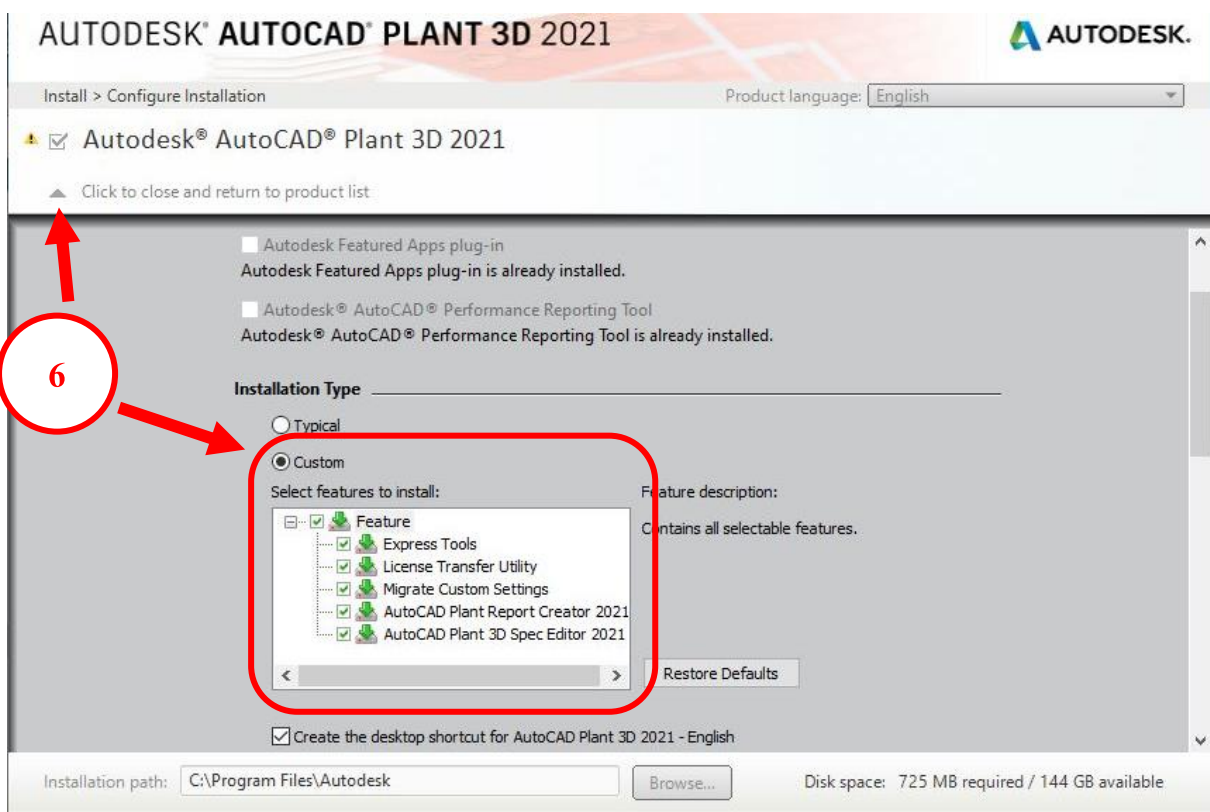 AUTODESK® AUTOCAD® PLANT 3D 2021
AUTODESK.
Install > Configure Installation
Product language: English
Autodesk® AutoCAD® Plant 3D 2021
Click to close and return to product list
Autodesk Featured Apps plug-in
Autodesk Featured Apps plug-in is already installed.
Autodesk® AutoCAD® Performance Reporting Tool
Autodesk® AutoCAD® Performance Reporting Tool is already installed.
6
Installation Type
Typical
Custom
Select features to install:
Feature description:
Feature
Contains all selectable features.
Express Tools
License Transfer Utility
Migrate Custom Settings
AutoCAD Plant Report Creator 2021
AutoCAD Plant 3D Spec Editor 2021
Restore Defaults
Create the desktop shortcut for AutoCAD Plant 3D 2021 - English
Installation path: C:\Program Files\Autodesk
Browse...
Disk space: 725 MB required / 144 GB available